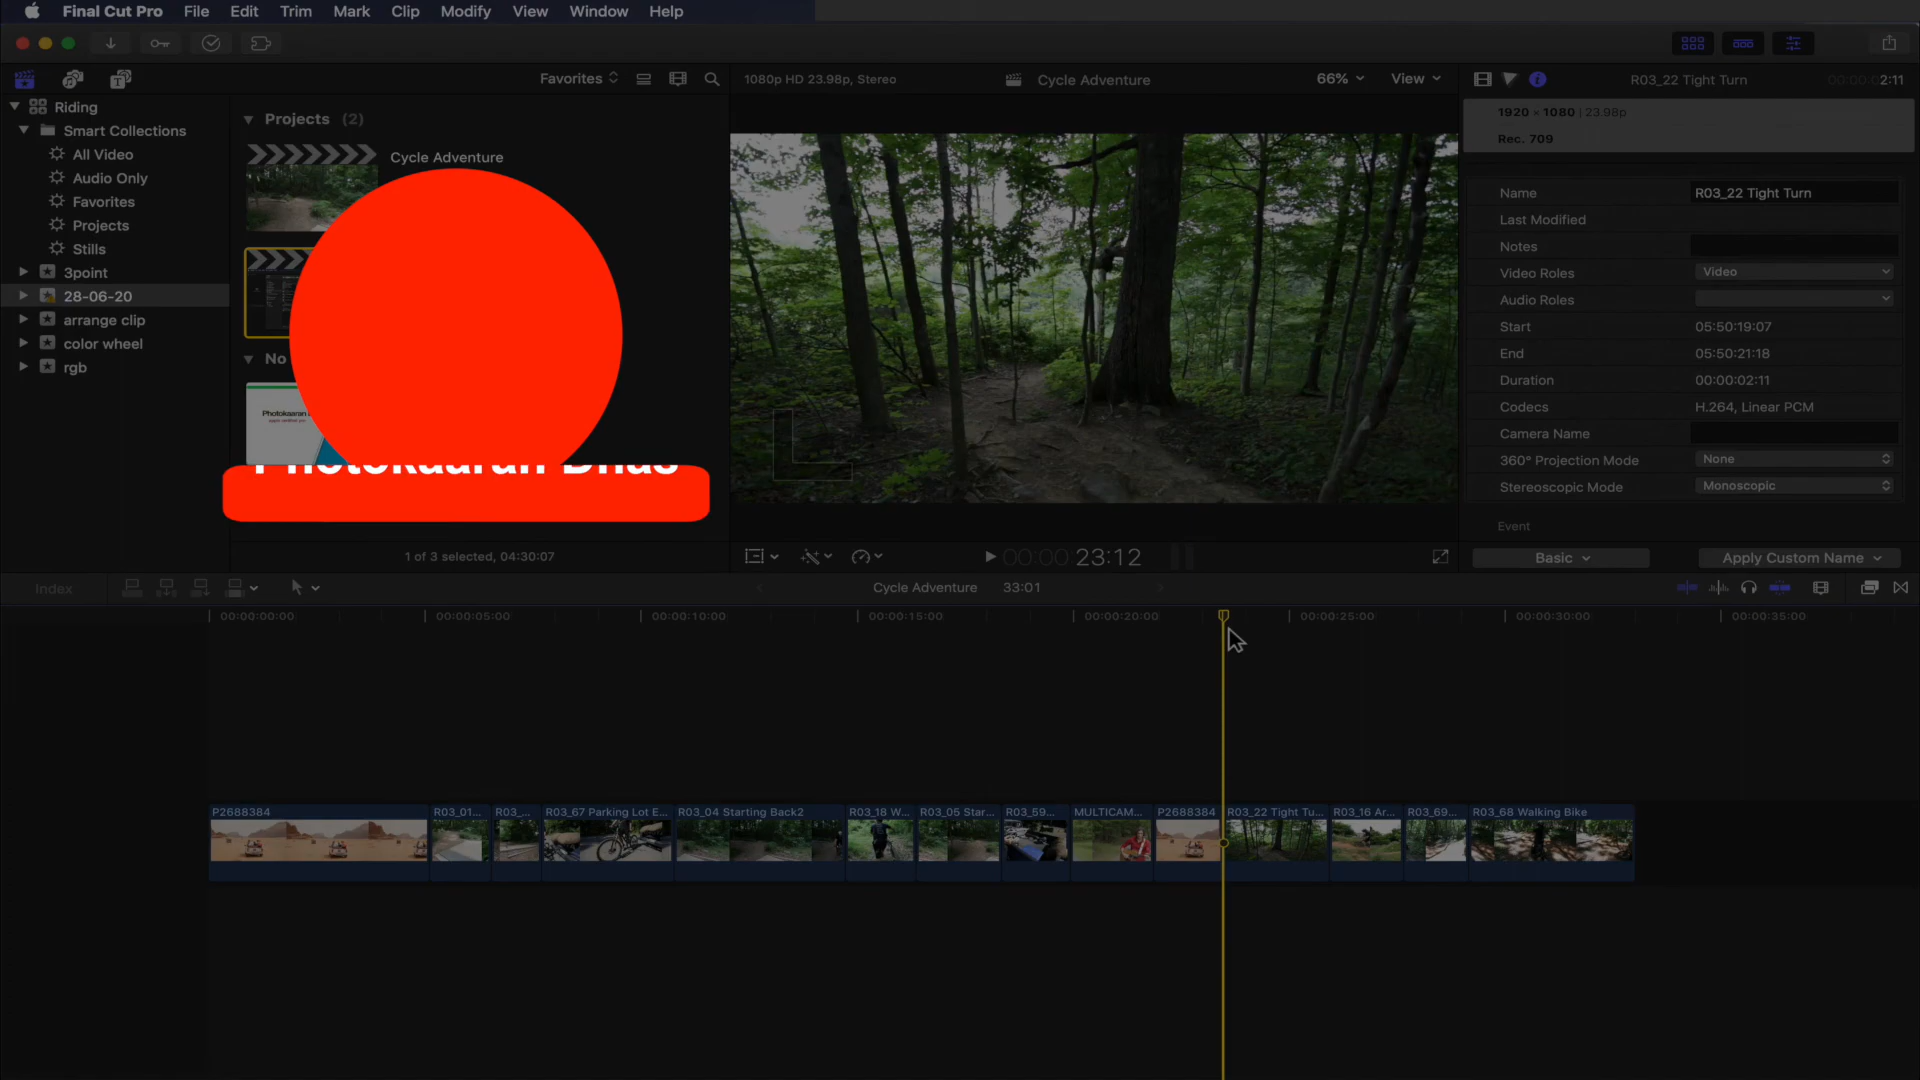 Final Cut Pro File Edit Trim Mark Clip Modify View Window Help
Favorites
1080p HD 23.98p, Stereo
Cycle Adventure
66%
View
R03_22 Tight Turn
2:11
Riding
Smart Collections
All Video
Audio Only
Favorites
Projects
Stills
3point
28-06-20
arrange clip
color wheel
rgb
Projects (2)
Cycle Adventure
No
Photokaaran Dhas
1 of 3 selected, 04:30:07
00:00:23:12
1920 × 1080 | 23.98p
Rec. 709
Name R03_22 Tight Turn
Last Modified
Notes
Video Roles Video
Audio Roles
Start 05:50:19:07
End 05:50:21:18
Duration 00:00:02:11
Codecs H.264, Linear PCM
Camera Name
360° Projection Mode None
Stereoscopic Mode Monoscopic
Event
Basic
Apply Custom Name
Index
Cycle Adventure 33:01
00:00:00:00 00:00:05:00 00:00:10:00 00:00:15:00 00:00:20:00 00:00:25:00 00:00:30:00 00:00:35:00
P2688384 R03_01... R03_... R03_67 Parking Lot E... R03_04 Starting Back2 R03_18 W... R03_05 Star... R03_59... MULTICAM... P2688384 R03_22 Tight Tu... R03_16 Ar... R03_69... R03_68 Walking Bike